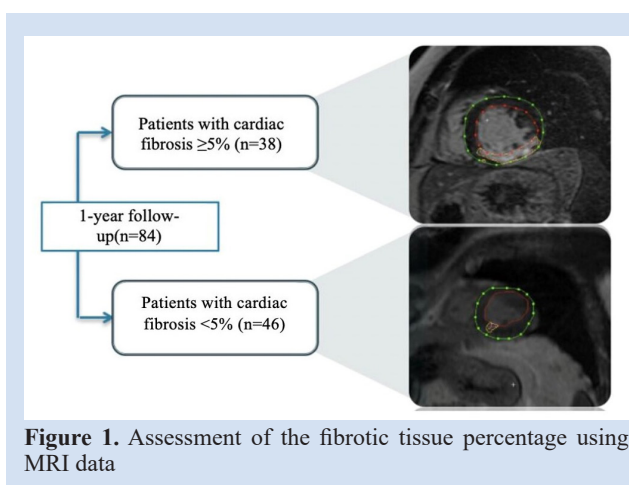 Patients with cardiac
fibrosis ≥5% (n=38)
1-year follow-
up(n=84)
Patients with cardiac
fibrosis <5% (n=46)
Figure 1. Assessment of the fibrotic tissue percentage using
MRI data